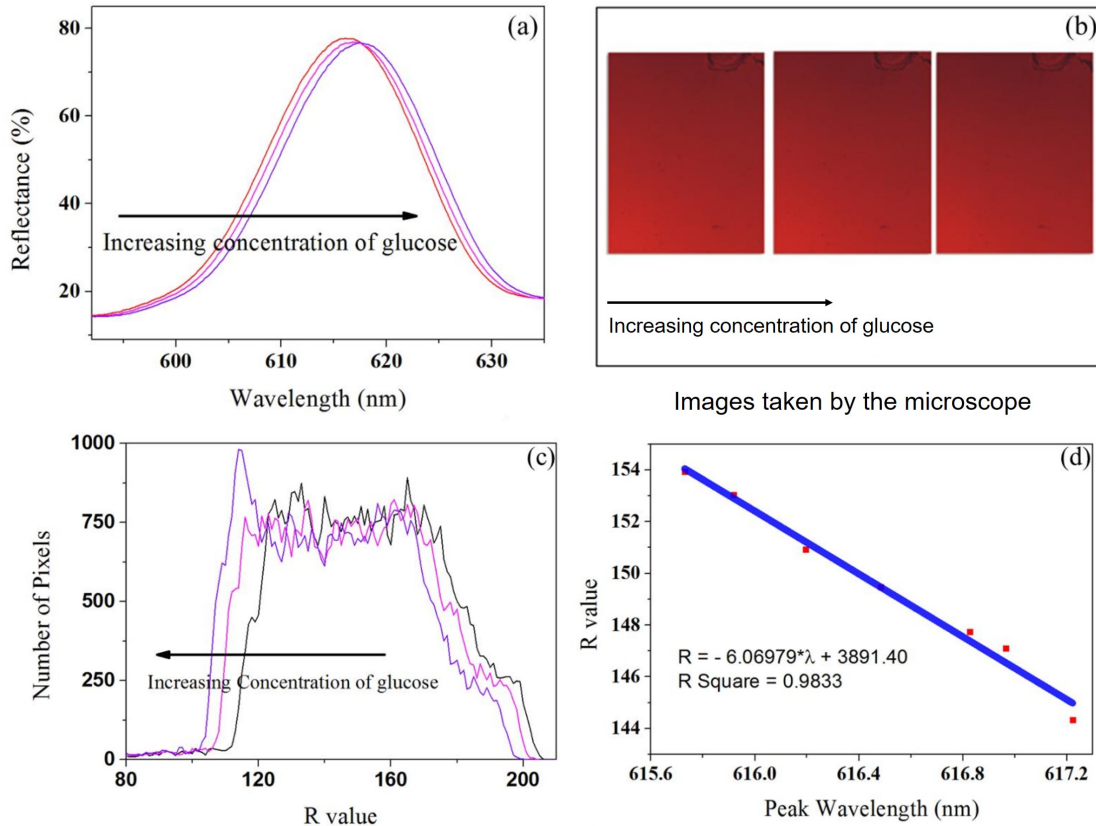 (a)
80
60
40
20
Reflectance (%)
Increasing concentration of glucose
600
610
620
630
Wavelength (nm)
(b)
Increasing concentration of glucose
Images taken by the microscope
(c)
1000
750
500
250
0
Number of Pixels
Increasing Concentration of glucose
80
120
160
200
R value
(d)
154
152
150
148
146
144
R value
R = - 6.06979*λ + 3891.40
R Square = 0.9833
615.6
616.0
616.4
616.8
617.2
Peak Wavelength (nm)